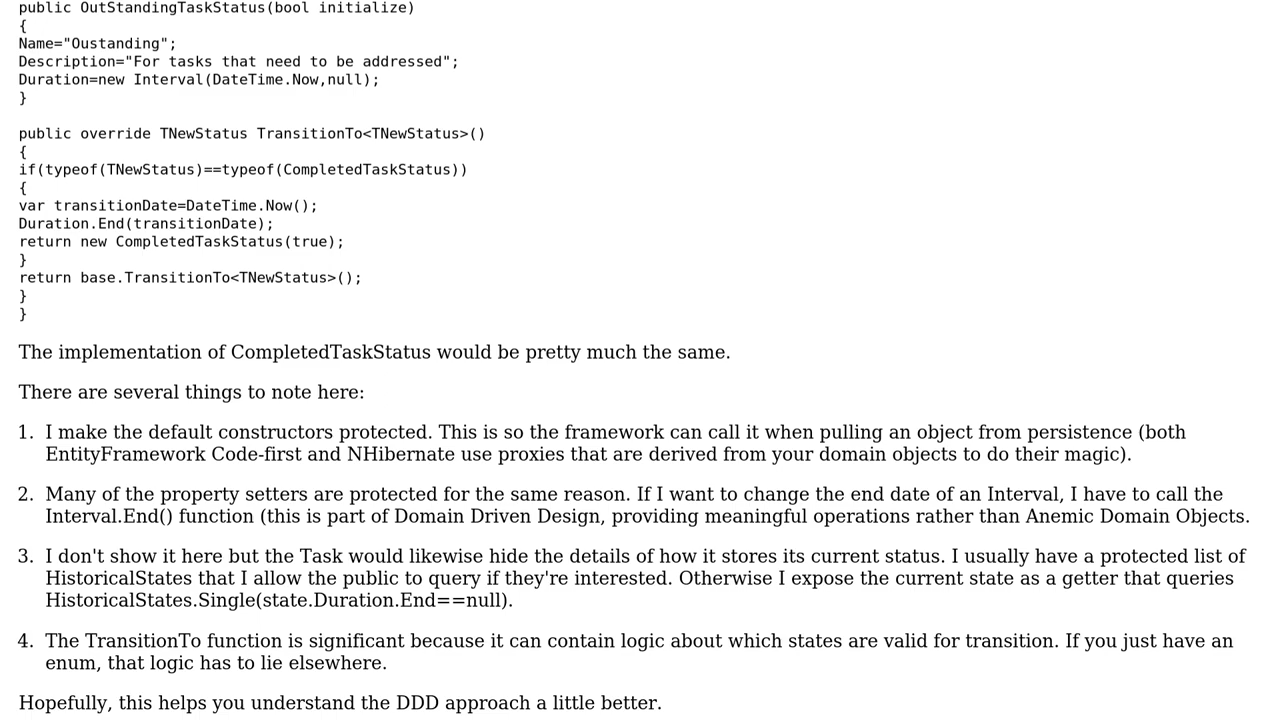 public OutStandingTaskStatus(bool initialize)
{
Name="Oustanding";
Description="For tasks that need to be addressed";
Duration=new Interval(DateTime.Now,null);
}
public override TNewStatus TransitionTo<TNewStatus>()
{
if(typeof(TNewStatus)==typeof(CompletedTaskStatus))
{
var transitionDate=DateTime.Now();
Duration.End(transitionDate);
return new CompletedTaskStatus(true);
}
return base.TransitionTo<TNewStatus>();
}
}
The implementation of CompletedTaskStatus would be pretty much the same.
There are several things to note here:
1. I make the default constructors protected. This is so the framework can call it when pulling an object from persistence (both
EntityFramework Code-first and NHibernate use proxies that are derived from your domain objects to do their magic).
2. Many of the property setters are protected for the same reason. If I want to change the end date of an Interval, I have to call the
Interval.End() function (this is part of Domain Driven Design, providing meaningful operations rather than Anemic Domain Objects.
3. I don't show it here but the Task would likewise hide the details of how it stores its current status. I usually have a protected list of
HistoricalStates that I allow the public to query if they're interested. Otherwise I expose the current state as a getter that queries
HistoricalStates.Single(state.Duration.End==null).
4. The TransitionTo function is significant because it can contain logic about which states are valid for transition. If you just have an
enum, that logic has to lie elsewhere.
Hopefully, this helps you understand the DDD approach a little better.